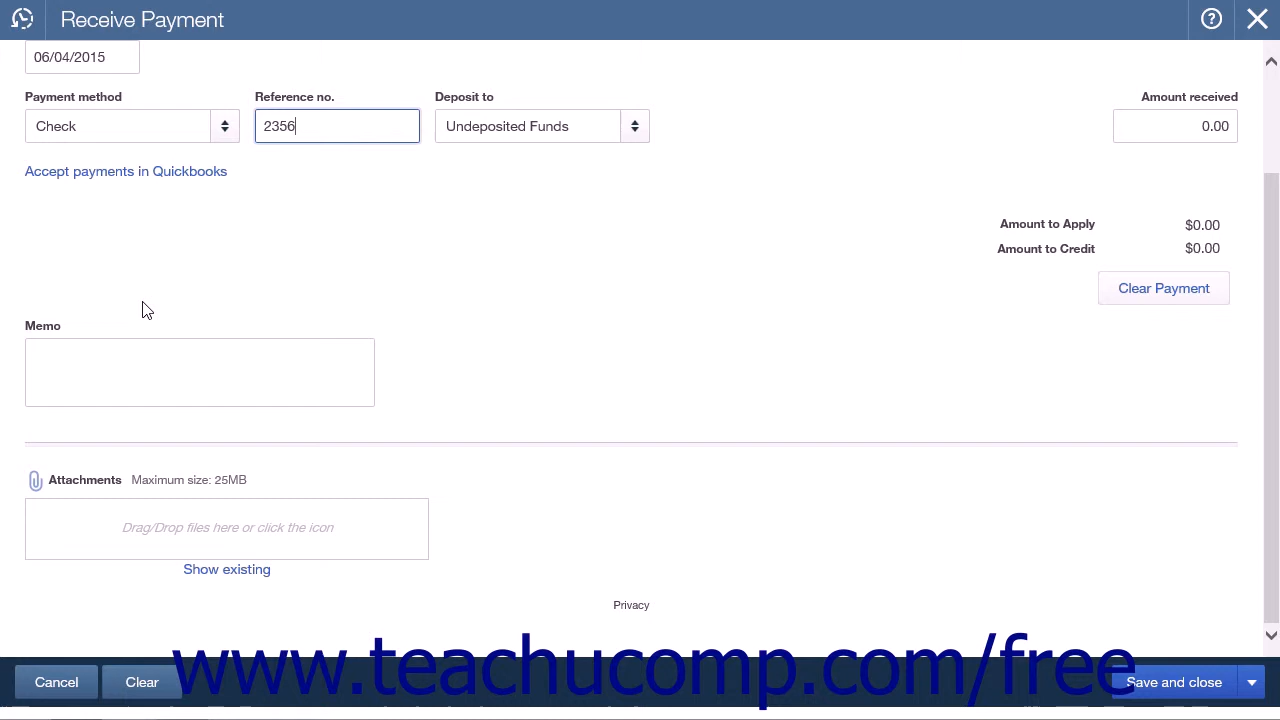 Receive Payment
06/04/2015
Payment method Reference no. Deposit to Amount received
Check 2356 Undeposited Funds 0.00
Accept payments in Quickbooks
Amount to Apply $0.00
Amount to Credit $0.00
Clear Payment
Memo
Attachments Maximum size: 25MB
Drag/Drop files here or click the icon
Show existing
Privacy
www.teachucomp.com/free
Cancel Clear Save and close